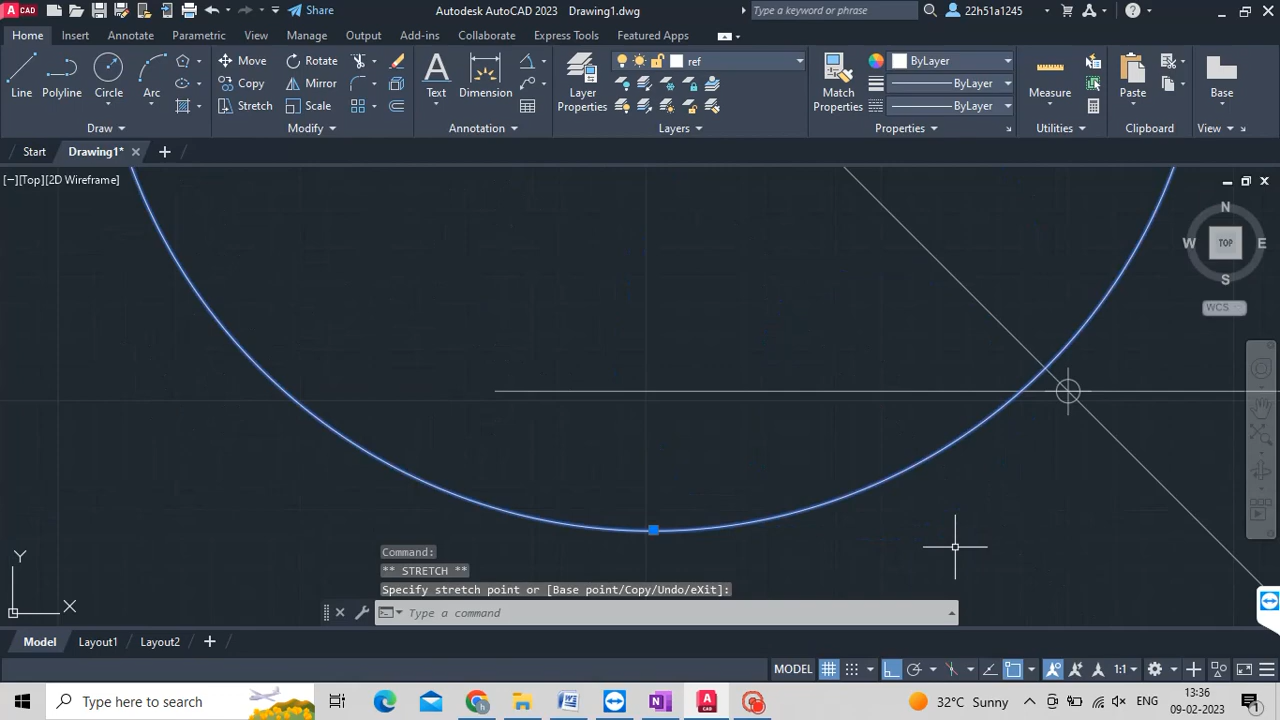 Share
Autodesk AutoCAD 2023 Drawing1.dwg
Type a keyword or phrase
22h51a1245
Home Insert Annotate Parametric View Manage Output Add-ins Collaborate Express Tools Featured Apps
Line Polyline Circle Arc
Move Rotate
Copy Mirror
Stretch Scale
Text Dimension
Layer Properties
ref
Match Properties
ByLayer
ByLayer
ByLayer
Measure
Paste
Base
Draw Modify Annotation Layers Properties Utilities Clipboard View
Start Drawing1*
[−][Top][2D Wireframe]
N
W TOP E
S
WCS
Command:
** STRETCH **
Specify stretch point or [Base point/Copy/Undo/eXit]:
Type a command
Y
X
Model Layout1 Layout2
MODEL 1:1
Type here to search
32°C Sunny
ENG
13:36
09-02-2023
1